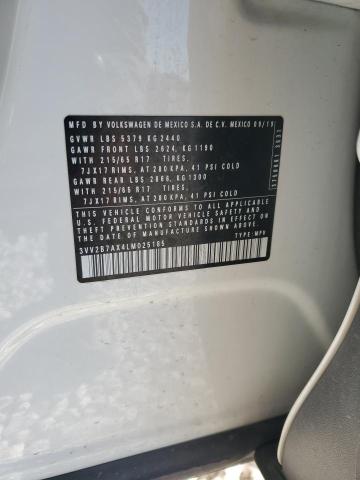 MFD BY VOLKSWAGEN DE MEXICO S.A. DE C.V. MEXICO 09/19
GVWR LBS 5379 KG 2440
GAWR FRONT LBS 2624, KG 1190
WITH 215/65 R17 TIRES,
7JX17 RIMS, AT 280 KPA, 41 PSI COLD
GAWR REAR LBS 2866, KG 1300
WITH 215/65 R17 TIRES,
7JX17 RIMS, AT 280 KPA, 41 PSI COLD
THIS VEHICLE CONFORMS TO ALL APPLICABLE
U.S. FEDERAL MOTOR VEHICLE SAFETY AND
THEFT PREVENTION STANDARDS IN EFFECT ON
THE DATE OF MANUFACTURE SHOWN ABOVE.
3VV2B7AX4LM025185
TYPE: MPV